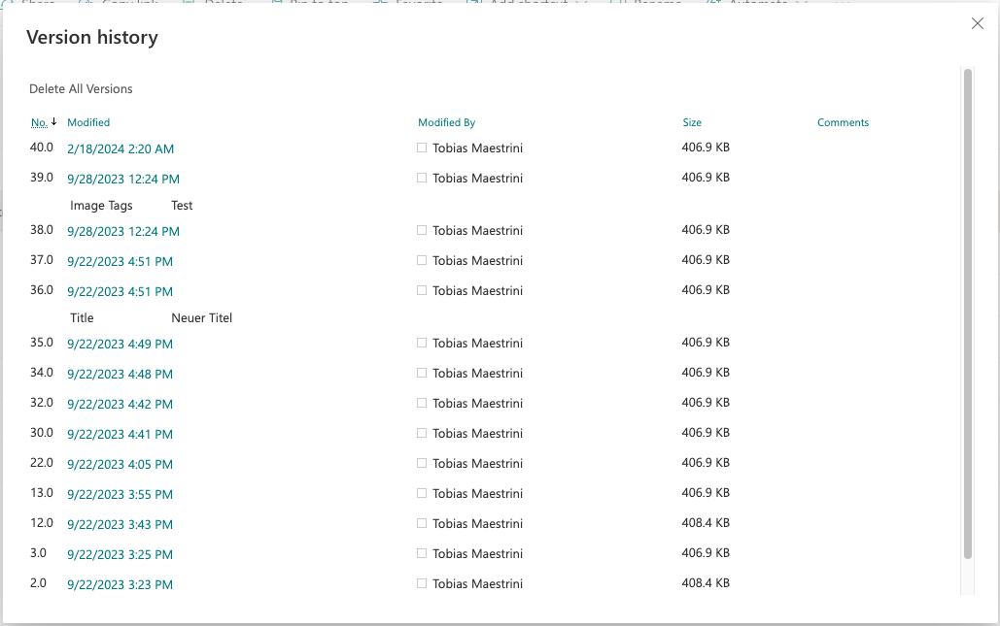 Version history
Delete All Versions
No. Modified Modified By Size Comments
40.0 2/18/2024 2:20 AM Tobias Maestrini 406.9 KB
39.0 9/28/2023 12:24 PM Tobias Maestrini 406.9 KB
Image Tags Test
38.0 9/28/2023 12:24 PM Tobias Maestrini 406.9 KB
37.0 9/22/2023 4:51 PM Tobias Maestrini 406.9 KB
36.0 9/22/2023 4:51 PM Tobias Maestrini 406.9 KB
Title Neuer Titel
35.0 9/22/2023 4:49 PM Tobias Maestrini 406.9 KB
34.0 9/22/2023 4:48 PM Tobias Maestrini 406.9 KB
32.0 9/22/2023 4:42 PM Tobias Maestrini 406.9 KB
30.0 9/22/2023 4:41 PM Tobias Maestrini 406.9 KB
22.0 9/22/2023 4:05 PM Tobias Maestrini 406.9 KB
13.0 9/22/2023 3:55 PM Tobias Maestrini 406.9 KB
12.0 9/22/2023 3:43 PM Tobias Maestrini 408.4 KB
3.0 9/22/2023 3:25 PM Tobias Maestrini 406.9 KB
2.0 9/22/2023 3:23 PM Tobias Maestrini 408.4 KB